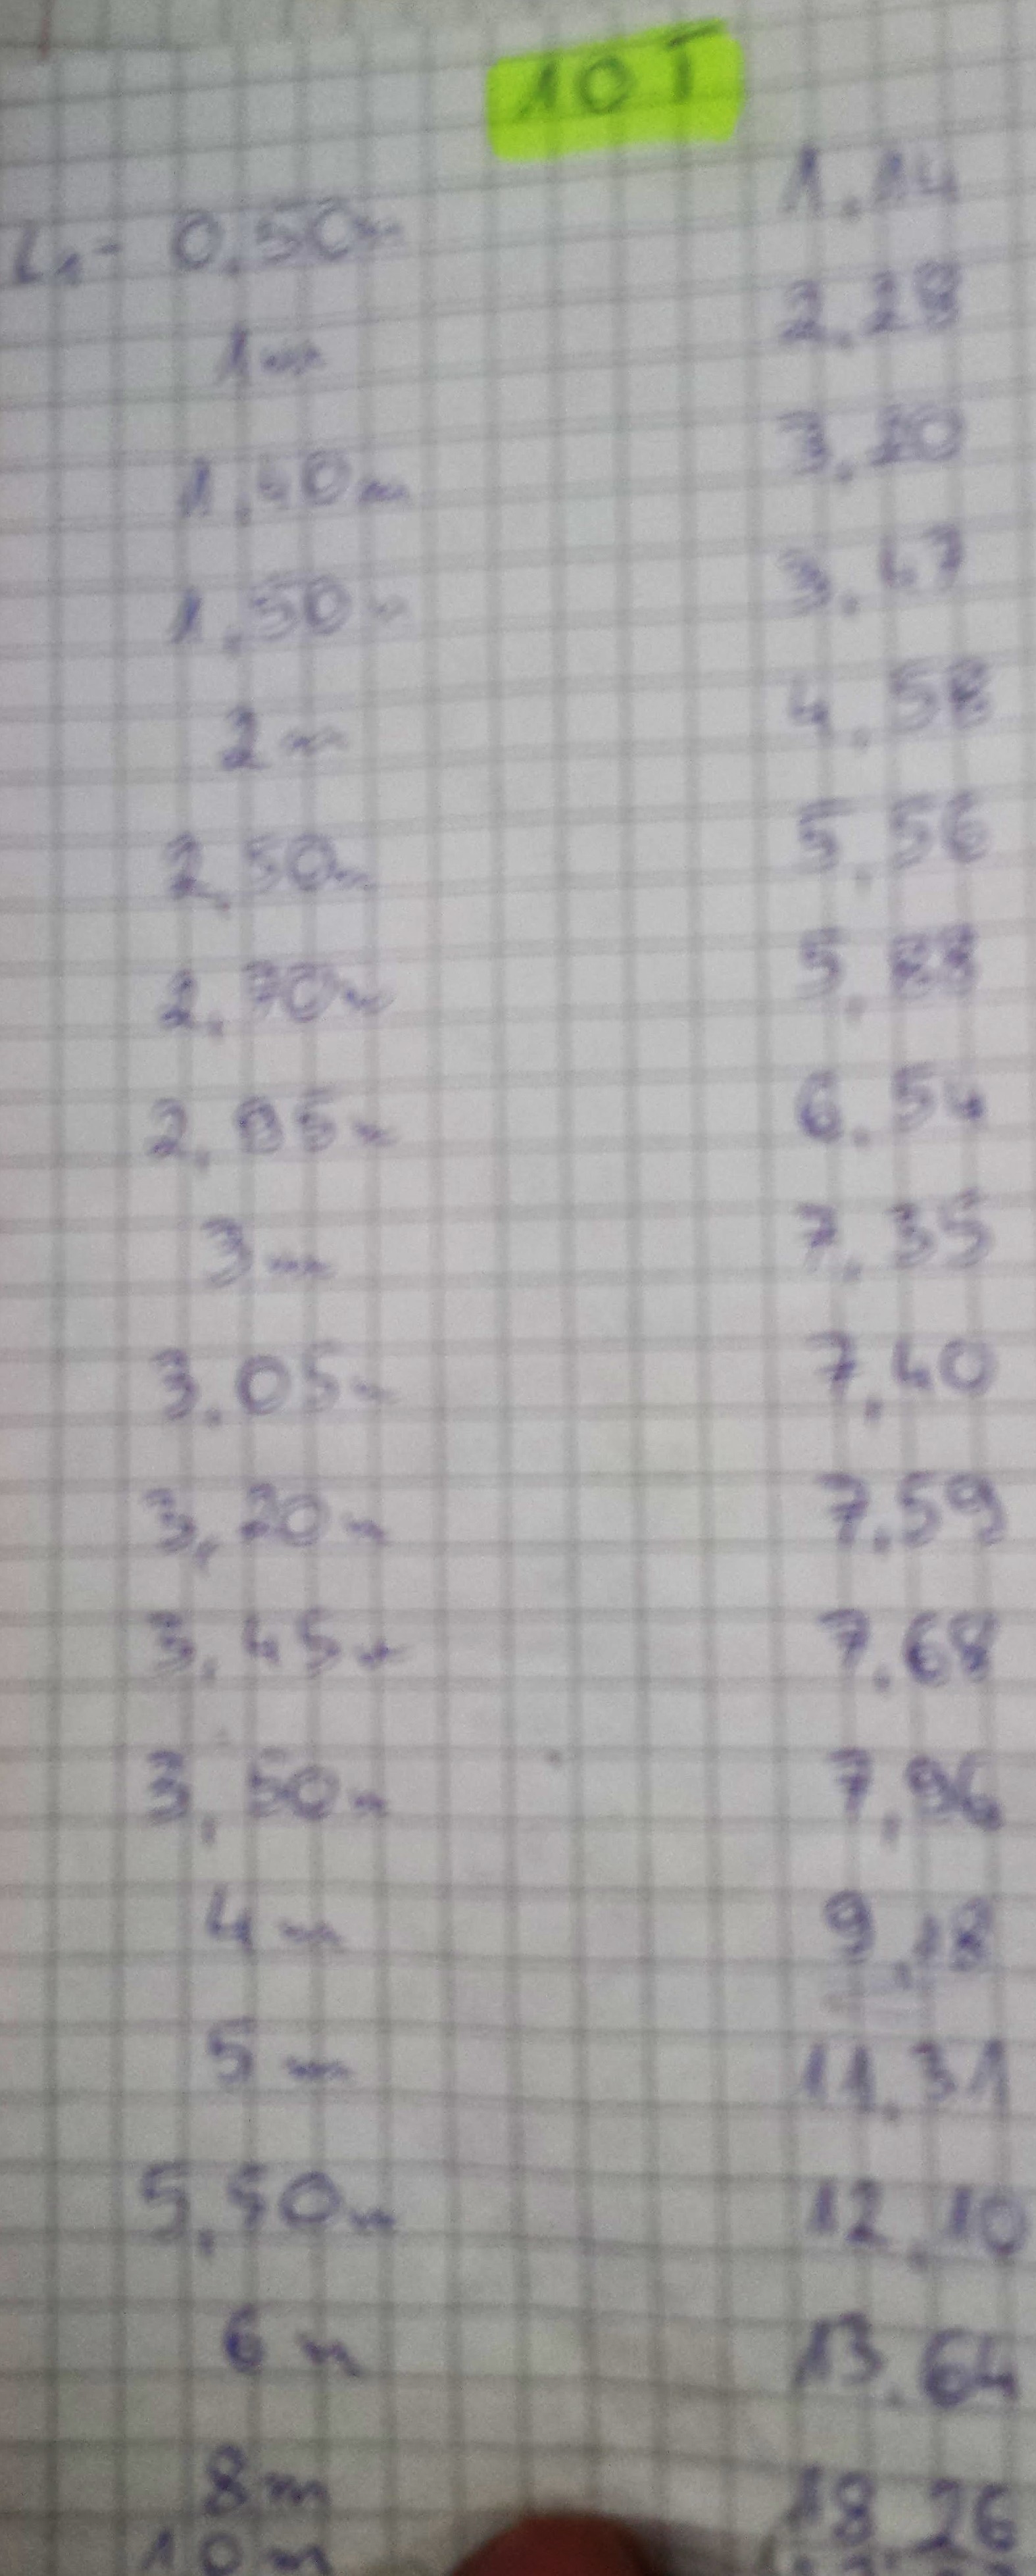 10 T
L1- 0,50m 1,14
1m 2,28
1,40m 3,20
1,50m 3,47
2m 4,58
2,50m 5,56
2,70m 5,88
2,85m 6,54
3m 7,35
3,05m 7,40
3,20m 7,59
3,45m 7,68
3,50m 7,96
4m 9,18
5m 11,31
5,40m 12,10
6m 13,64
8m 18,26
10m